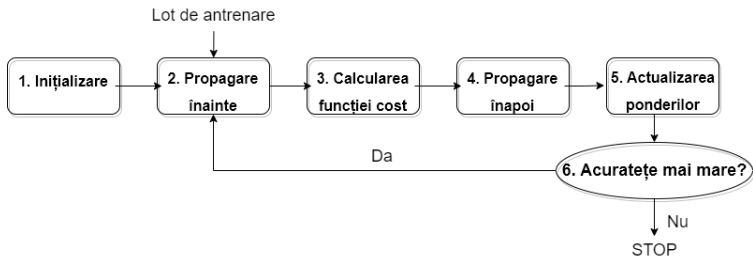 Lot de antrenare
1. Inițializare
2. Propagare
înainte
3. Calcularea
funcției cost
4. Propagare
înapoi
5. Actualizarea
ponderilor
Da
6. Acuratețe mai mare?
Nu
STOP